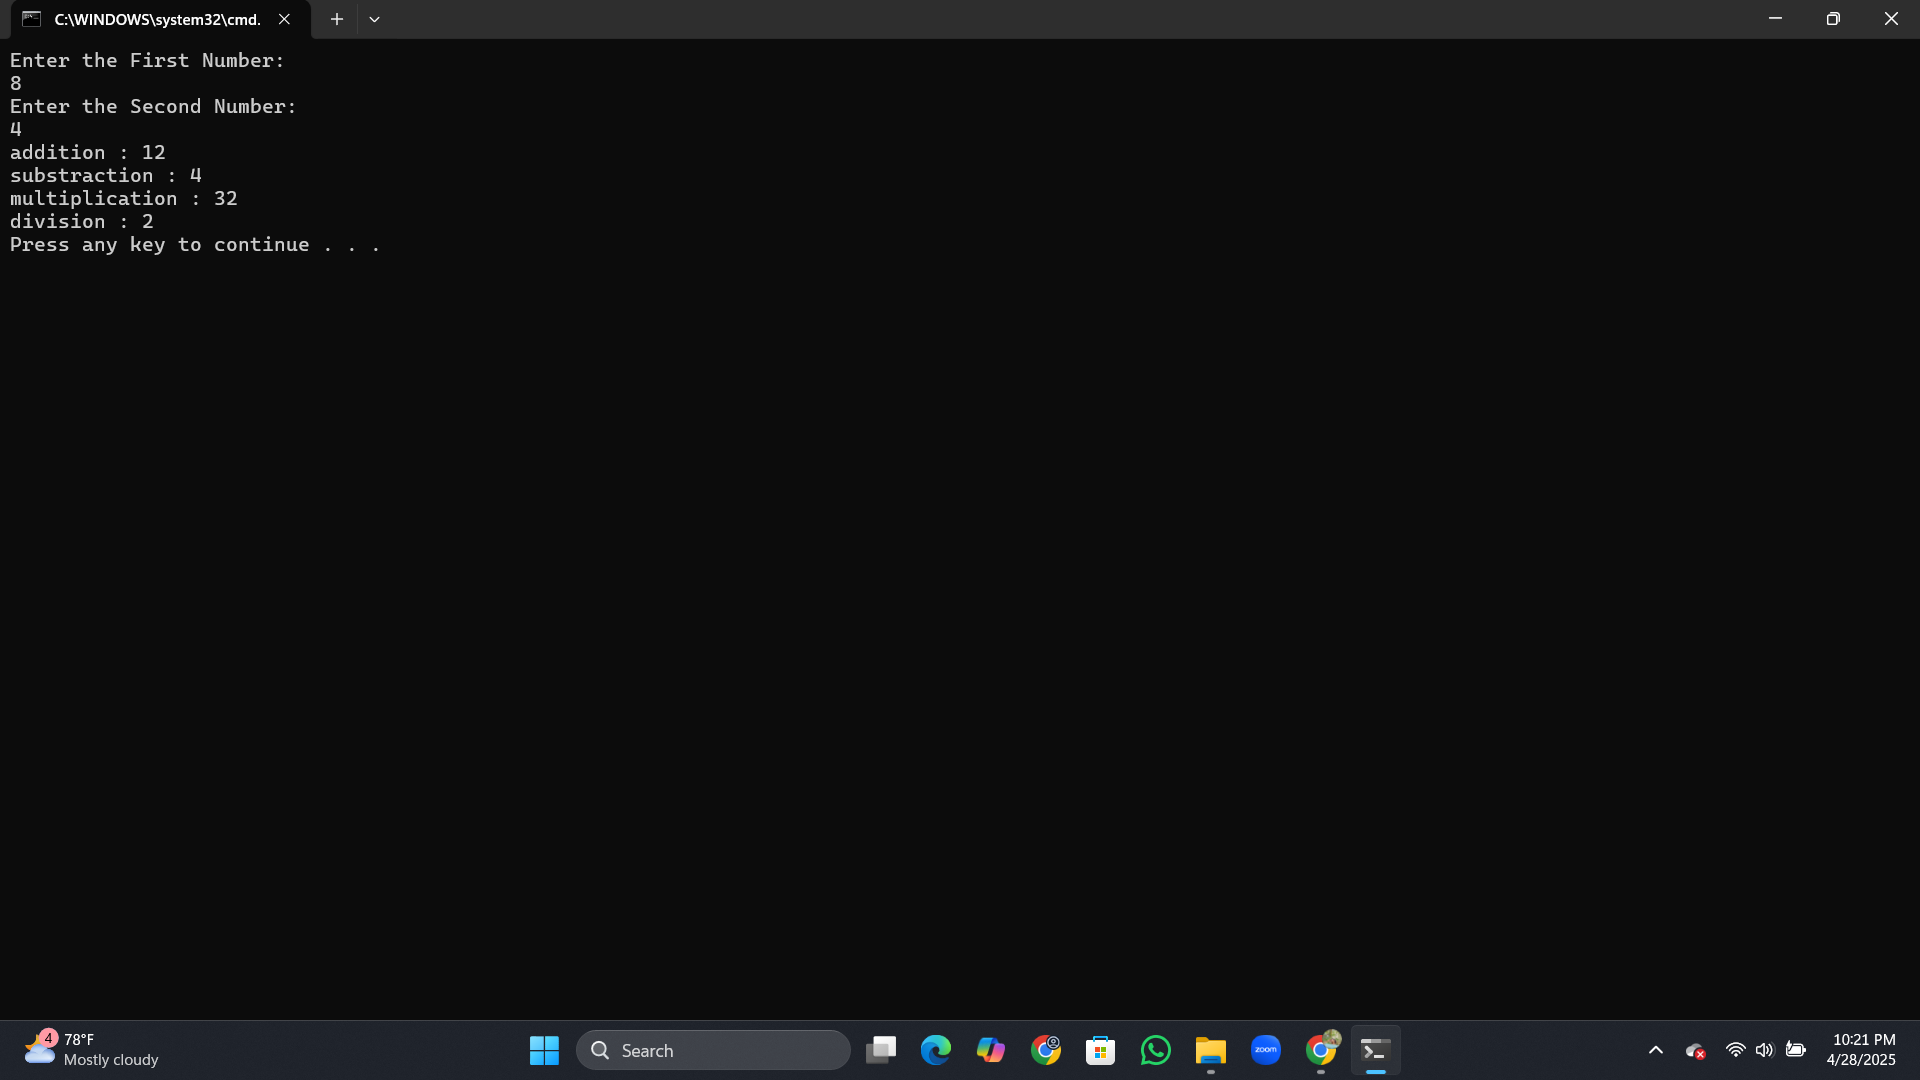 C:\WINDOWS\system32\cmd.
Enter the First Number:
8
Enter the Second Number:
4
addition : 12
substraction : 4
multiplication : 32
division : 2
Press any key to continue . . .
4
78°F
Mostly cloudy
Search
zoom
10:21 PM
4/28/2025